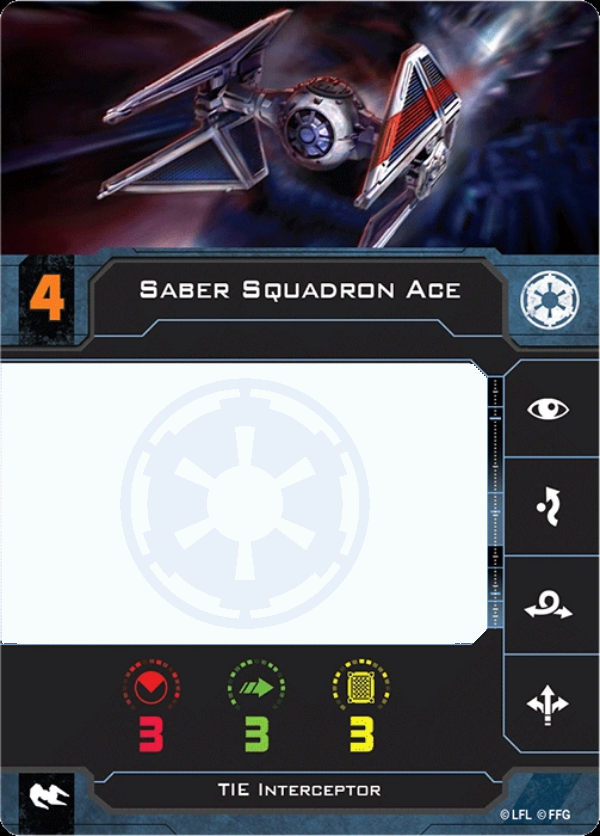 4
Saber Squadron Ace
3 3 3
TIE Interceptor
© LFL © FFG